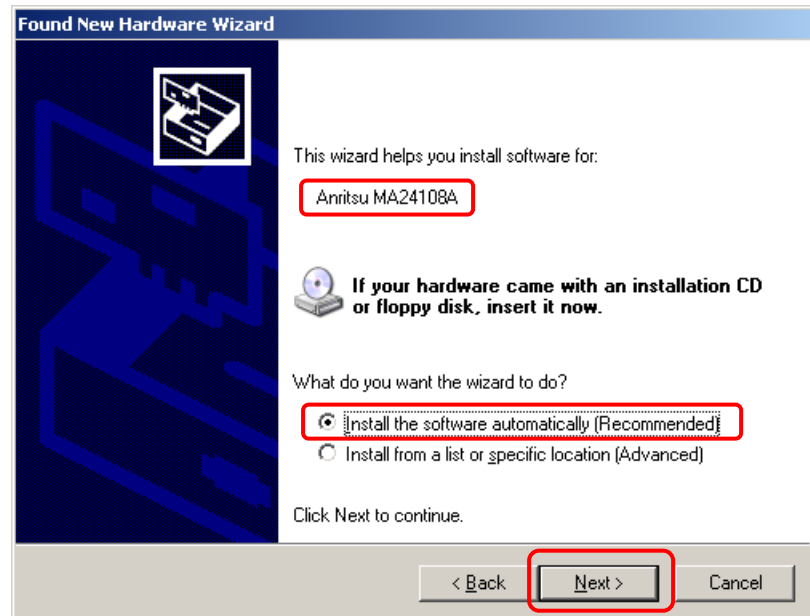 Found New Hardware Wizard
This wizard helps you install software for:
Anritsu MA24108A
If your hardware came with an installation CD
or floppy disk, insert it now.
What do you want the wizard to do?
Install the software automatically (Recommended)
Install from a list or specific location (Advanced)
Click Next to continue.
< Back
Next >
Cancel